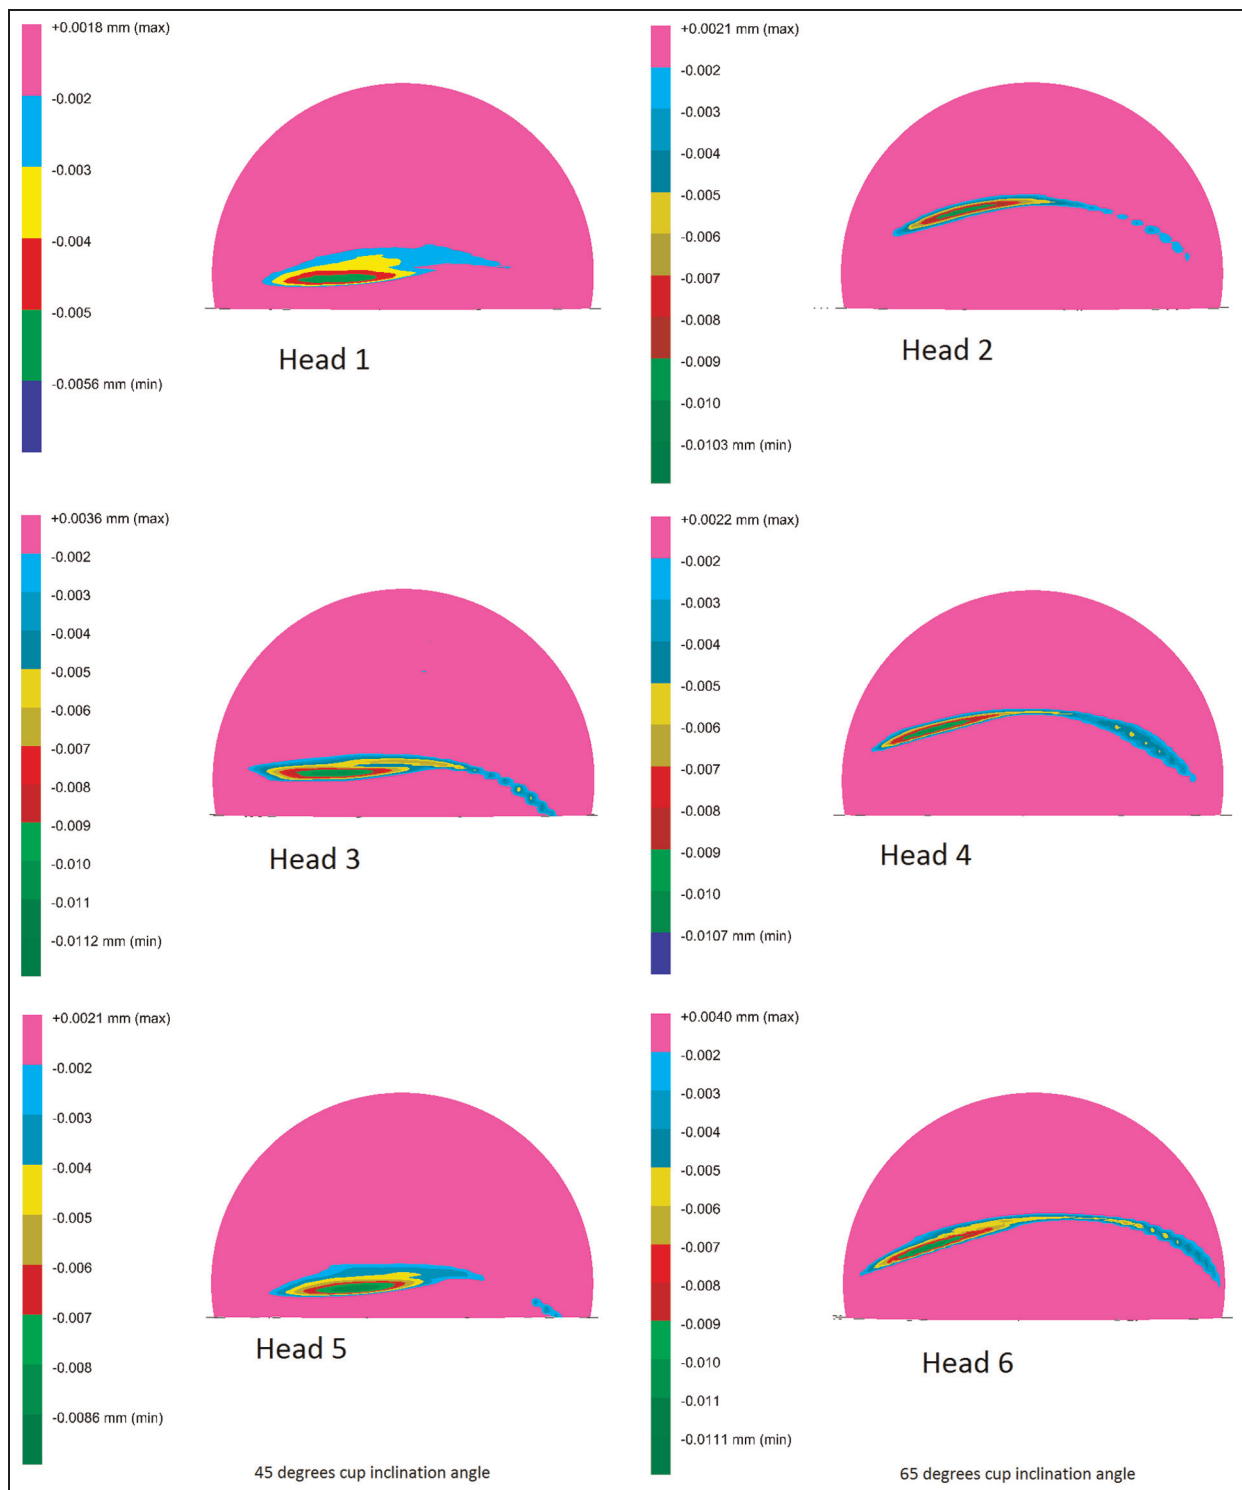 +0.0018 mm (max)
-0.002
-0.003
-0.004
-0.005
-0.0056 mm (min)
Head 1
+0.0021 mm (max)
-0.002
-0.003
-0.004
-0.005
-0.006
-0.007
-0.008
-0.009
-0.010
-0.0103 mm (min)
Head 2
+0.0036 mm (max)
-0.002
-0.003
-0.004
-0.005
-0.006
-0.007
-0.008
-0.009
-0.010
-0.011
-0.0112 mm (min)
Head 3
+0.0022 mm (max)
-0.002
-0.003
-0.004
-0.005
-0.006
-0.007
-0.008
-0.009
-0.010
-0.0107 mm (min)
Head 4
+0.0021 mm (max)
-0.002
-0.003
-0.004
-0.005
-0.006
-0.007
-0.008
-0.0086 mm (min)
Head 5
45 degrees cup inclination angle
+0.0040 mm (max)
-0.002
-0.003
-0.004
-0.005
-0.006
-0.007
-0.008
-0.009
-0.010
-0.011
-0.0111 mm (min)
Head 6
65 degrees cup inclination angle